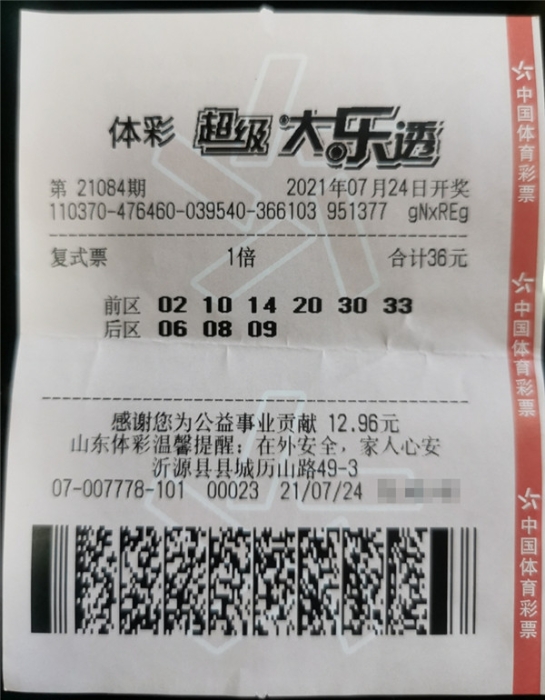 体彩 超级大乐透
第 21084期 2021年07月24日开奖
110370-476460-039540-366103 951377 gNxREg
复式票 1倍 合计36元
前区 02 10 14 20 30 33
后区 06 08 09
感谢您为公益事业贡献 12.96元
山东体彩温馨提醒：在外安全，家人心安
沂源县县城历山路49-3
07-007778-101 00023 21/07/24
中国体育彩票
中国体育彩票
中国体育彩票